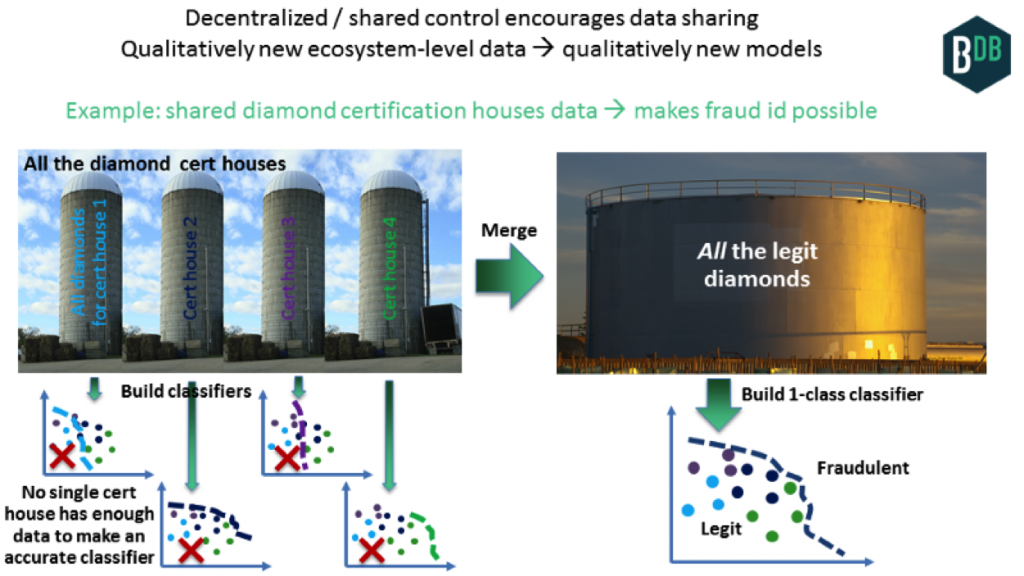 Decentralized / shared control encourages data sharing
Qualitatively new ecosystem-level data → qualitatively new models
BDB
Example: shared diamond certification houses data → makes fraud id possible
All the diamond cert houses
All diamonds
for cert house 1
Cert house 2
Cert house 3
Cert house 4
Merge
All the legit
diamonds
Build classifiers
Build 1-class classifier
No single cert
house has enough
data to make an
accurate classifier
Fraudulent
Legit